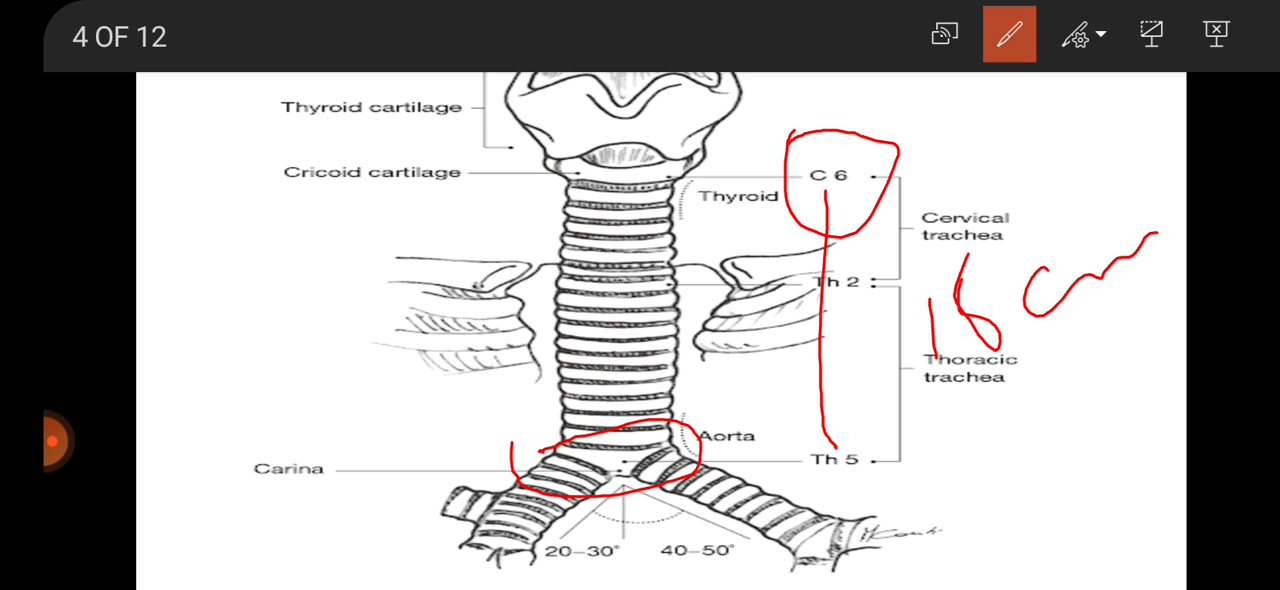 4 OF 12
Thyroid cartilage
Cricoid cartilage
C 6
Thyroid
Cervical
trachea
Th 2
18 cm
Thoracic
trachea
Aorta
Th 5
Carina
20–30°
40–50°